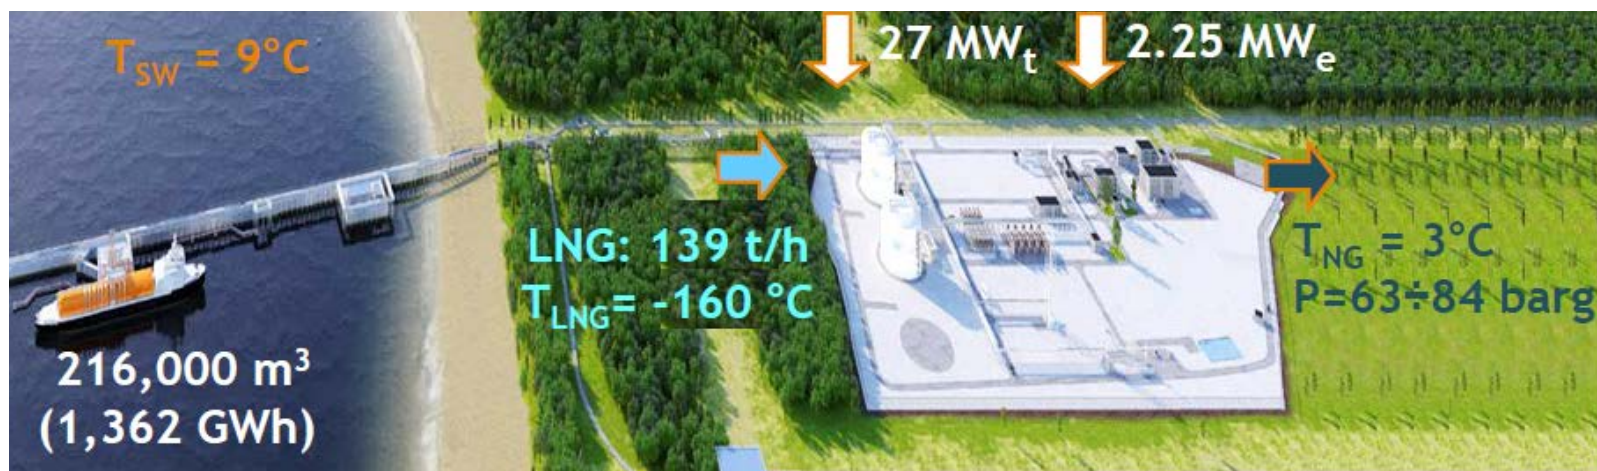 T_SW = 9°C
27 MW_t
2.25 MW_e
LNG: 139 t/h
T_LNG= -160 °C
T_NG = 3°C
P=63÷84 barg
216,000 m³
(1,362 GWh)